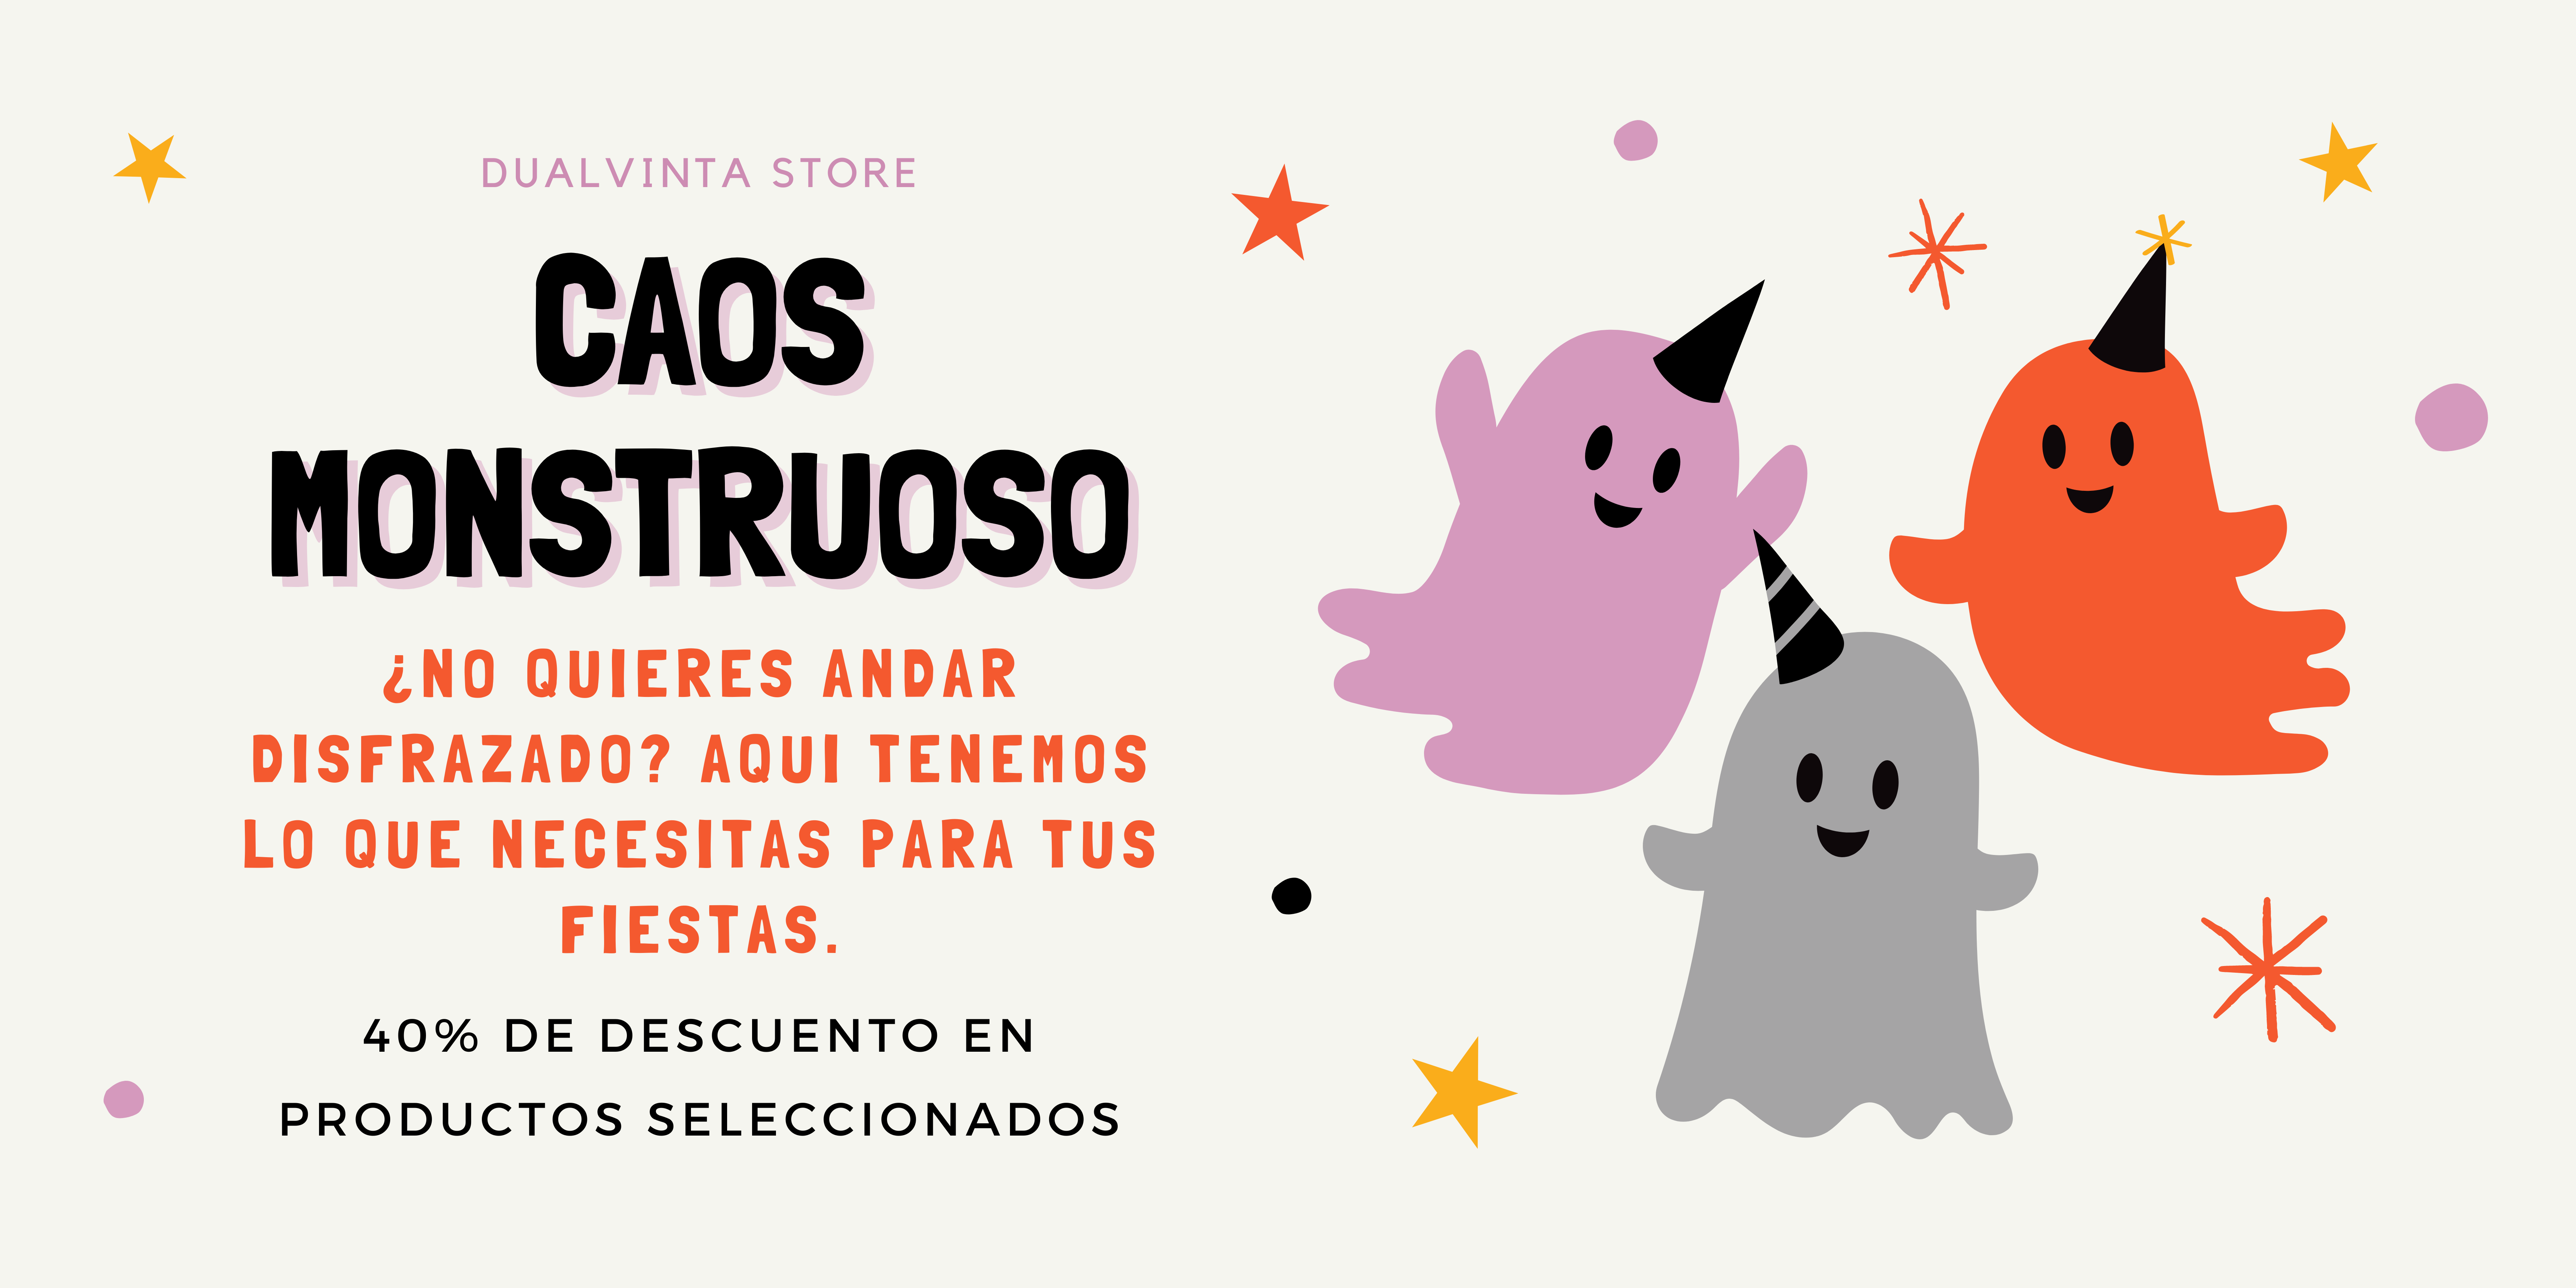 DUALVINTA STORE
CAOS
MONSTRUOSO
¿NO QUIERES ANDAR
DISFRAZADO? AQUI TENEMOS
LO QUE NECESITAS PARA TUS
FIESTAS.
40% DE DESCUENTO EN
PRODUCTOS SELECCIONADOS